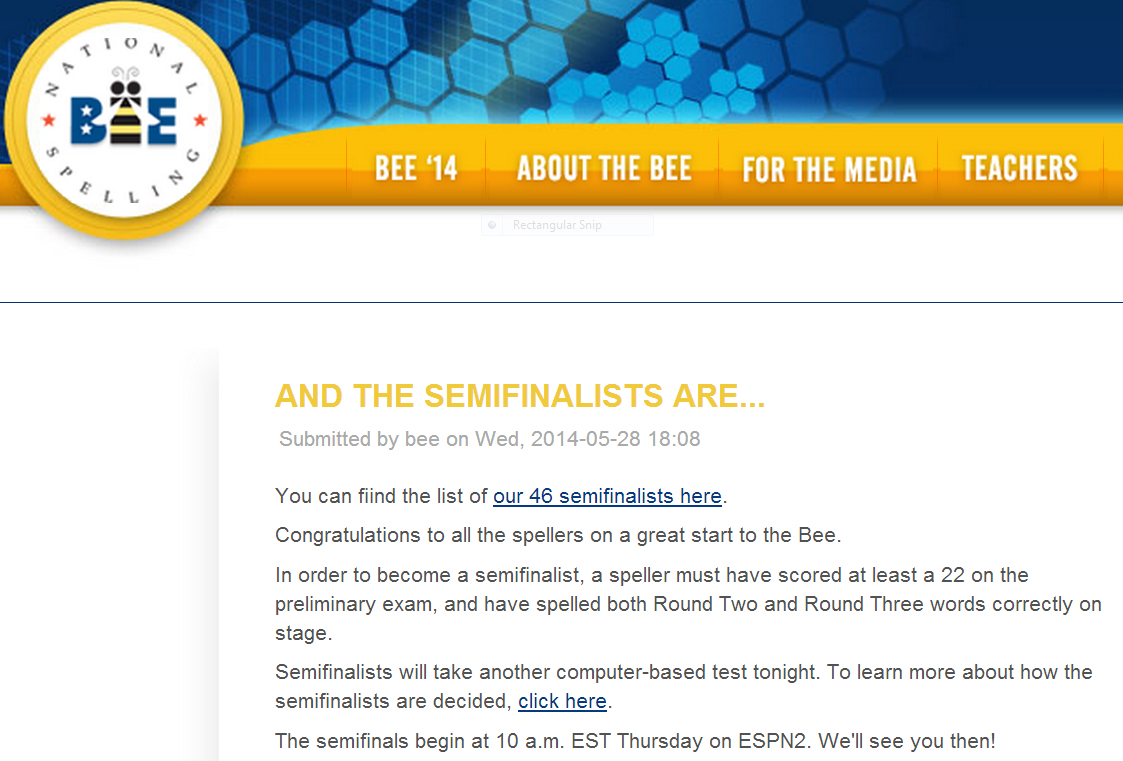 NATIONAL
BEE
SPELLING
BEE ‘14 ABOUT THE BEE FOR THE MEDIA TEACHERS
Rectangular Snip
AND THE SEMIFINALISTS ARE...
Submitted by bee on Wed, 2014-05-28 18:08
You can fiind the list of our 46 semifinalists here.
Congratulations to all the spellers on a great start to the Bee.
In order to become a semifinalist, a speller must have scored at least a 22 on the
preliminary exam, and have spelled both Round Two and Round Three words correctly on
stage.
Semifinalists will take another computer-based test tonight. To learn more about how the
semifinalists are decided, click here.
The semifinals begin at 10 a.m. EST Thursday on ESPN2. We'll see you then!